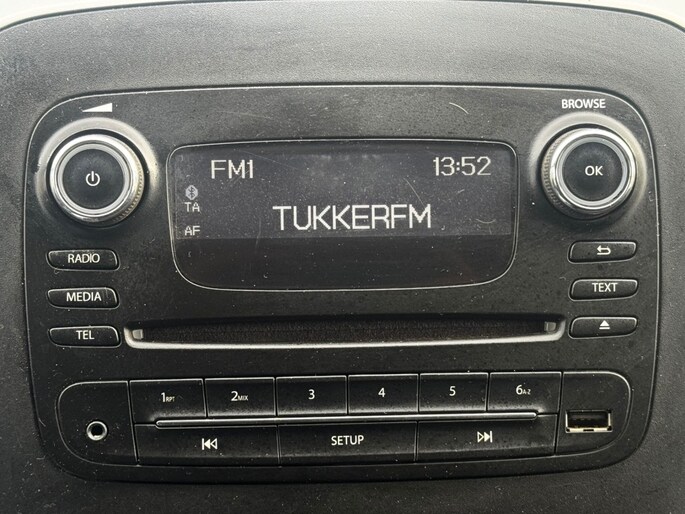 BROWSE
FM1 13:52
OK
TA
TUKKERFM
AF
RADIO
MEDIA TEXT
TEL
1RPT 2MIX 3 4 5 6A-Z
SETUP